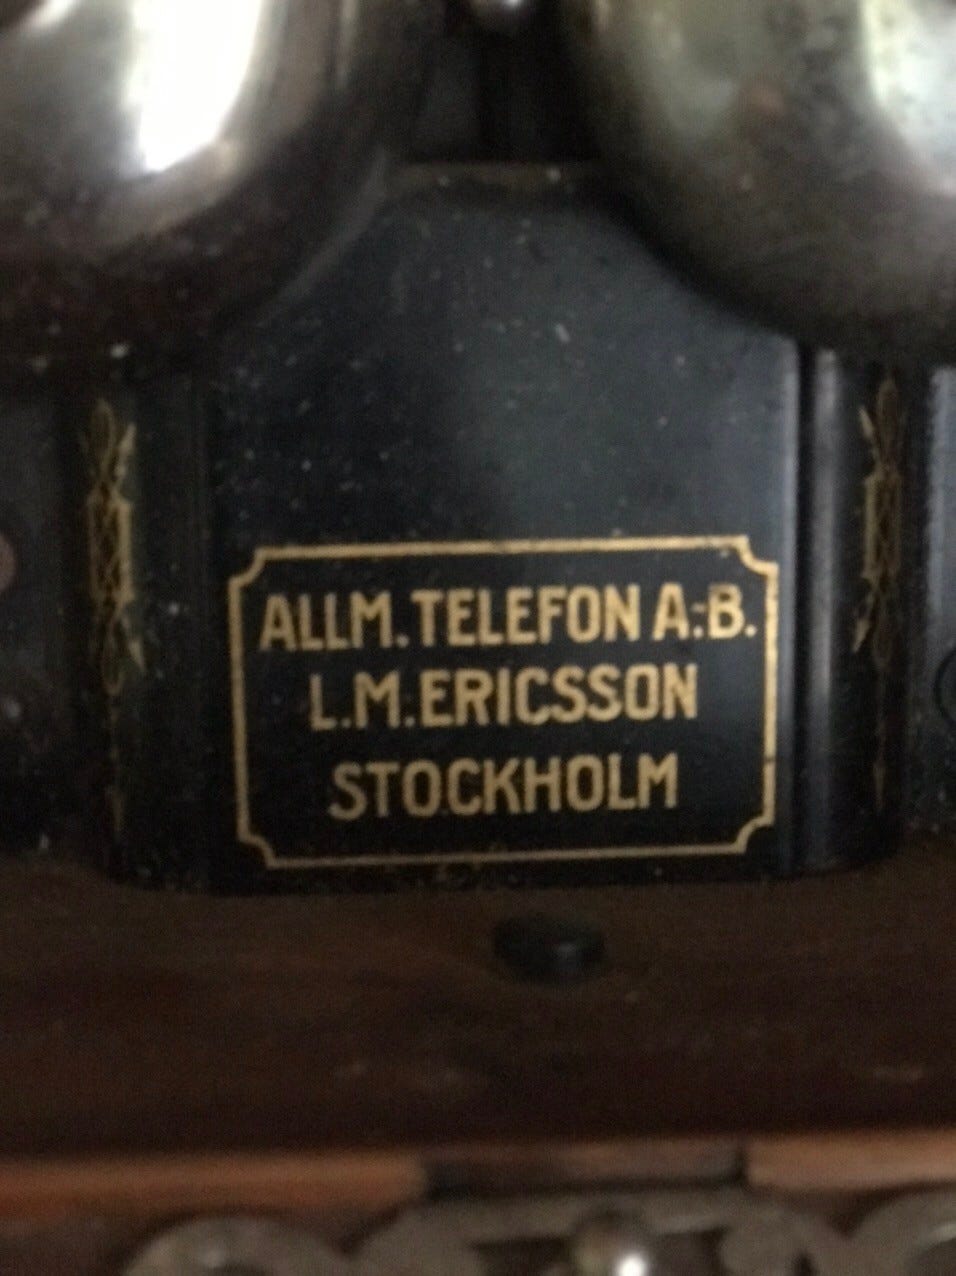 ALLM. TELEFON A.-B.
L.M. ERICSSON
STOCKHOLM